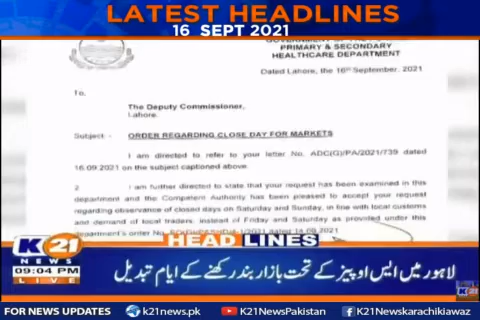 LATEST HEADLINES
16 SEPT 2021
PRIMARY & SECONDARY
HEALTHCARE DEPARTMENT
Dated Lahore, the 16th September, 2021
To,
The Deputy Commissioner,
Lahore.
Subject:- ORDER REGARDING CLOSE DAY FOR MARKETS
I am directed to refer to your letter No. ADC(G)/PA/2021/739 dated
16.09.2021 on the subject captioned above.
2 I am further directed to state that your request has been examined in this
department and the Competent Authority has been pleased to accept your request
regarding observance of closed days on Saturday and Sunday, in line with local customs
and demand of local traders, instead of Friday and Saturday as provided under this
department's order No.
HEADLINES
K21
NEWS
09:04 PM
LIVE
لاہور میں ایس او پیز کے تحت بازار بند رکھنے کے ایام تبدیل
K21
FOR NEWS UPDATES k21news.pk K21NewsPakistan K21Newskarachikiawaz